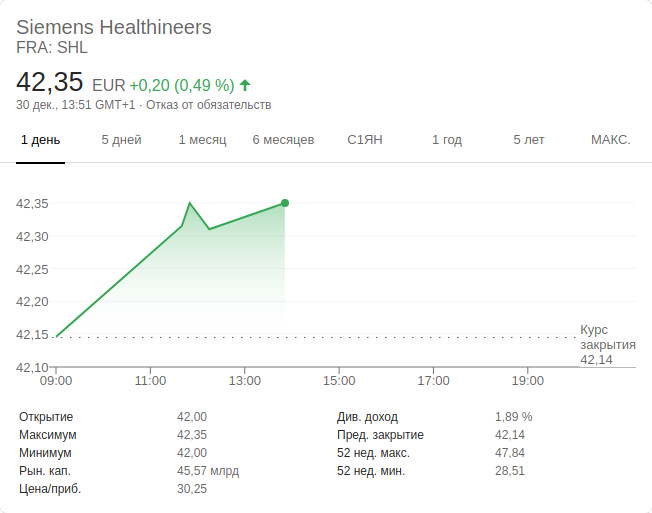 Siemens Healthineers
FRA: SHL
42,35 EUR +0,20 (0,49 %)
30 дек., 13:51 GMT+1 · Отказ от обязательств
1 день 5 дней 1 месяц 6 месяцев С1ЯН 1 год 5 лет МАКС.
42,35
42,30
42,25
42,20
42,15
Курс
закрытия
42,14
42,10
09:00 11:00 13:00 15:00 17:00 19:00
Открытие 42,00 Див. доход 1,89 %
Максимум 42,35 Пред. закрытие 42,14
Минимум 42,00 52 нед. макс. 47,84
Рын. кап. 45,57 млрд 52 нед. мин. 28,51
Цена/приб. 30,25